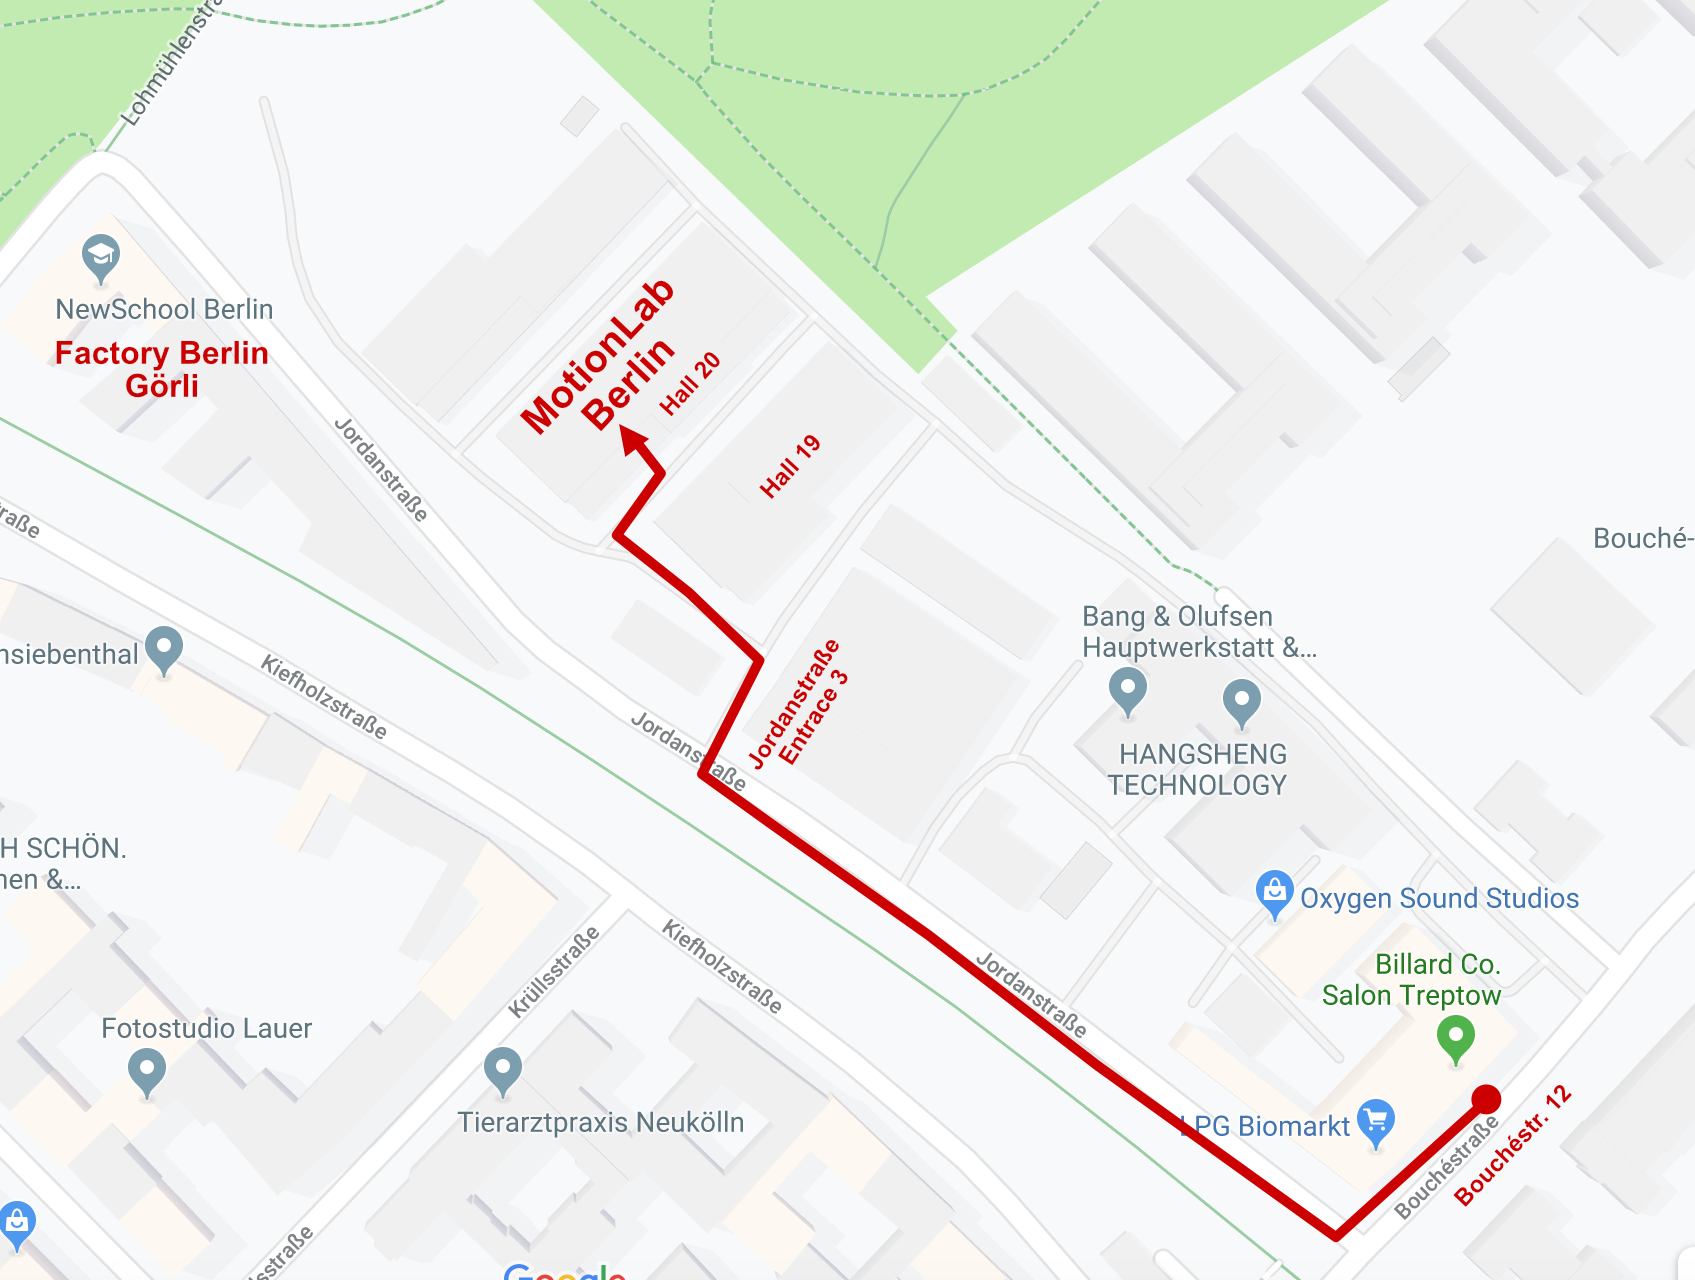 Lohmühlenstra
NewSchool Berlin
Factory Berlin
Görli
MotionLab
Berlin
Hall 20
Hall 19
Jordanstraße
raße
Bouché-
Bang & Olufsen
Hauptwerkstatt &...
nsiebenthal
Kiefholzstraße
Jordanstraße
Entrace 3
Jordanstraße
HANGSHENG
TECHNOLOGY
H SCHÖN.
nen &...
Oxygen Sound Studios
Krüllsstraße
Kiefholzstraße
Jordanstraße
Billard Co.
Salon Treptow
Fotostudio Lauer
Tierarztpraxis Neukölln
LPG Biomarkt
Bouchéstraße
Bouchéstr. 12
lsstraße
Google